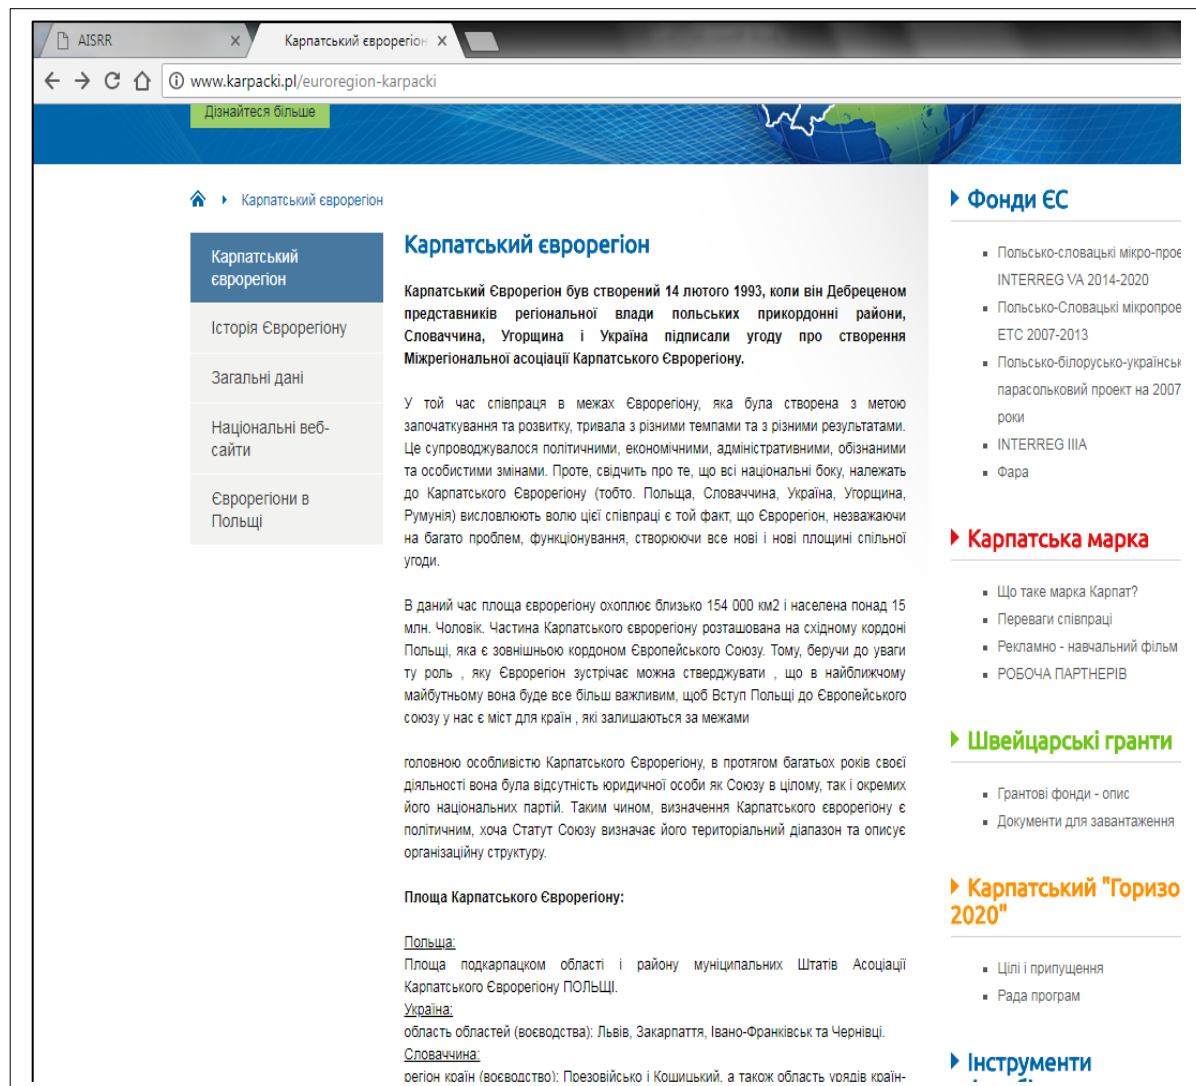 AISRR
Карпатський єврорегіон
www.karpacki.pl/euroregion-karpacki
Дізнайтеся більше
Карпатський єврорегіон
Карпатський
єврорегіон
Історія Єврорегіону
Загальні дані
Національні веб-
сайти
Єврорегіони в
Польщі
Карпатський єврорегіон
Карпатський Єврорегіон був створений 14 лютого 1993, коли він Дебреценом
представників регіональної влади польських прикордонні райони,
Словаччина, Угорщина і Україна підписали угоду про створення
Міжрегіональної асоціації Карпатського Єврорегіону.
У той час співпраця в межах Єврорегіону, яка була створена з метою
започаткування та розвитку, тривала з різними темпами та з різними результатами.
Це супроводжувалося політичними, економічними, адміністративними, обізнаними
та особистими змінами. Проте, свідчить про те, що всі національні боку, належать
до Карпатського Єврорегіону (тобто. Польща, Словаччина, Україна, Угорщина,
Румунія) висловлюють волю цієї співпраці є той факт, що Єврорегіон, незважаючи
на багато проблем, функціонування, створюючи все нові і нові площині спільної
угоди.
В даний час площа єврорегіону охоплює близько 154 000 км2 і населена понад 15
млн. Чоловік. Частина Карпатського єврорегіону розташована на східному кордоні
Польщі, яка є зовнішньою кордоном Європейського Союзу. Тому, беручи до уваги
ту роль , яку Єврорегіон зустрічає можна стверджувати , що в найближчому
майбутньому вона буде все більш важливим, щоб Вступ Польщі до Європейського
союзу у нас є міст для країн , які залишаються за межами
головною особливістю Карпатського Єврорегіону, в протягом багатьох років своєї
діяльності вона була відсутність юридичної особи як Союзу в цілому, так і окремих
його національних партій. Таким чином, визначення Карпатського єврорегіону є
політичним, хоча Статут Союзу визначає його територіальний діапазон та описує
організаційну структуру.
Площа Карпатського Єврорегіону:
Польща:
Площа подкарпацком області і району муніципальних Штатів Асоціації
Карпатського Єврорегіону ПОЛЬЩІ.
Україна:
область областей (воєводства): Львів, Закарпаття, Івано-Франківськ та Чернівці.
Словаччина:
регіон країн (воєводство): Презовійсько і Кошицький, а також область урядів країн-
Фонди ЄС
Польсько-словацькі мікро-прое
INTERREG VA 2014-2020
Польсько-Словацькі мікропрое
ETC 2007-2013
Польсько-білорусько-українськ
парасольковий проект на 2007
роки
INTERREG IIIA
Фара
Карпатська марка
Що таке марка Карпат?
Переваги співпраці
Рекламно - навчальний фільм
РОБОЧА ПАРТНЕРІВ
Швейцарські гранти
Грантові фонди - опис
Документи для завантаження
Карпатський "Горизо
2020"
Цілі і припущення
Рада програм
Інструменти